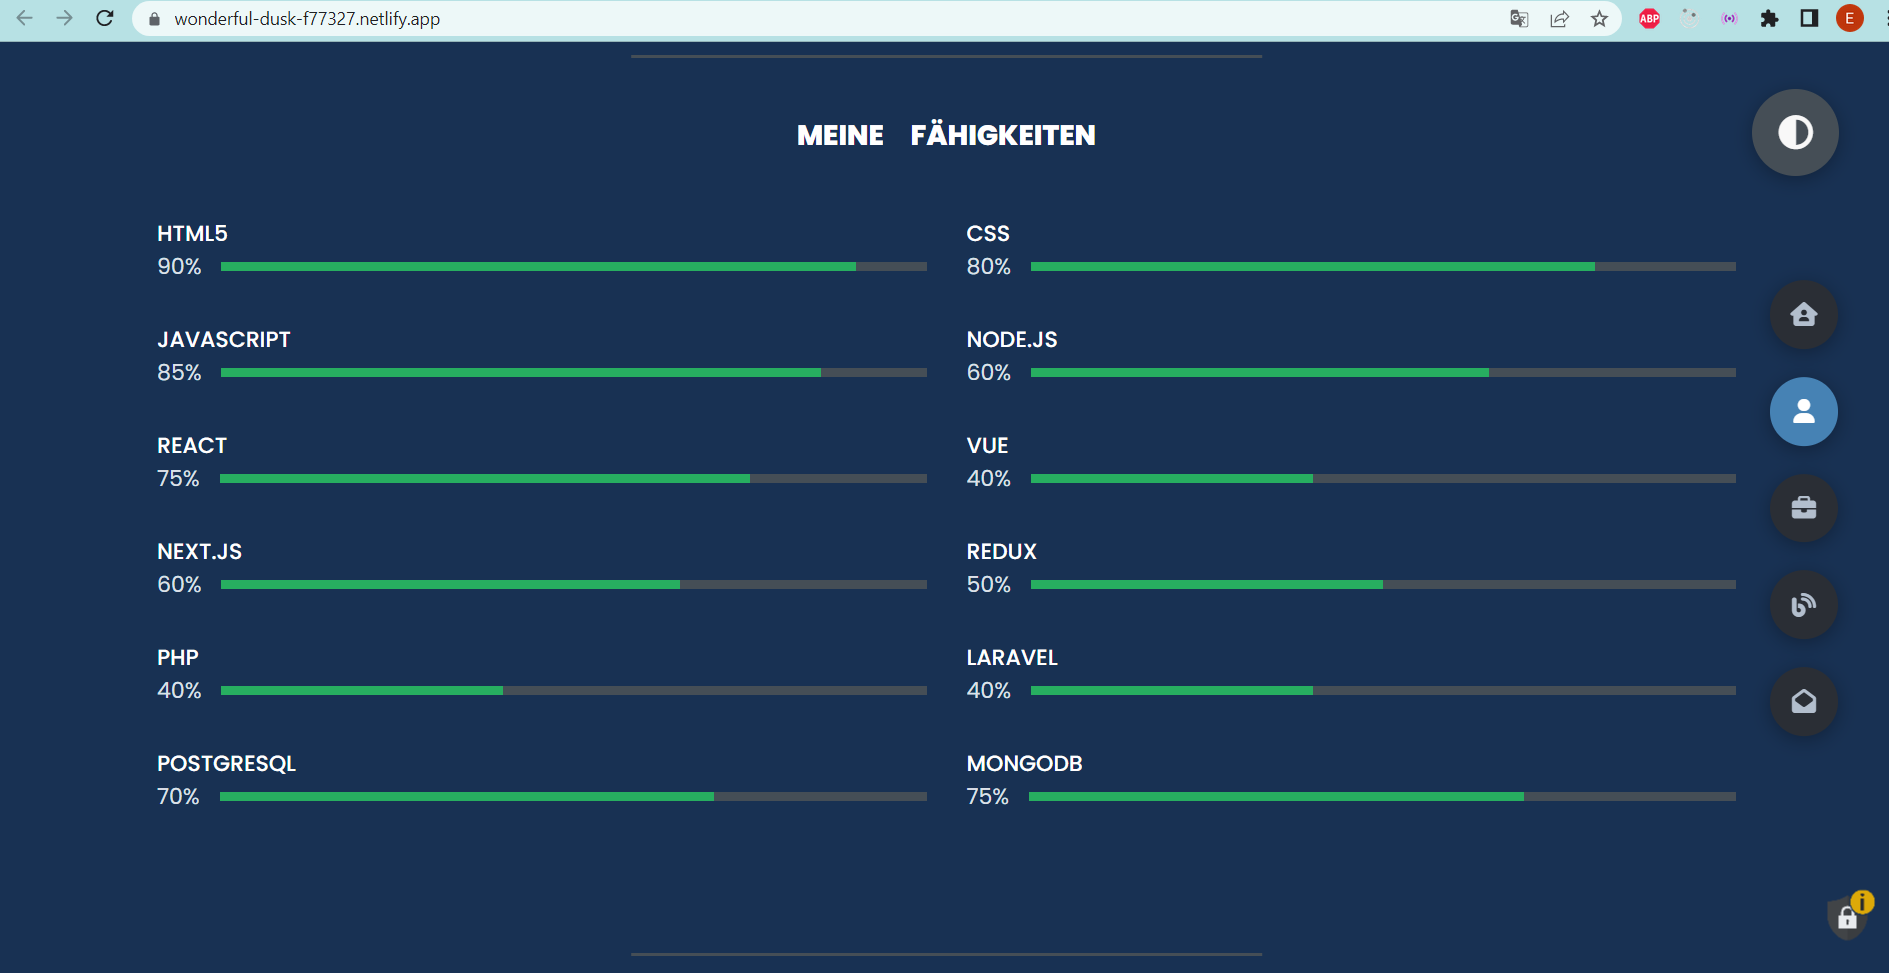 wonderful-dusk-f77327.netlify.app
ABP
E
MEINE FÄHIGKEITEN
HTML5
90%
CSS
80%
JAVASCRIPT
85%
NODE.JS
60%
REACT
75%
VUE
40%
NEXT.JS
60%
REDUX
50%
PHP
40%
LARAVEL
40%
POSTGRESQL
70%
MONGODB
75%